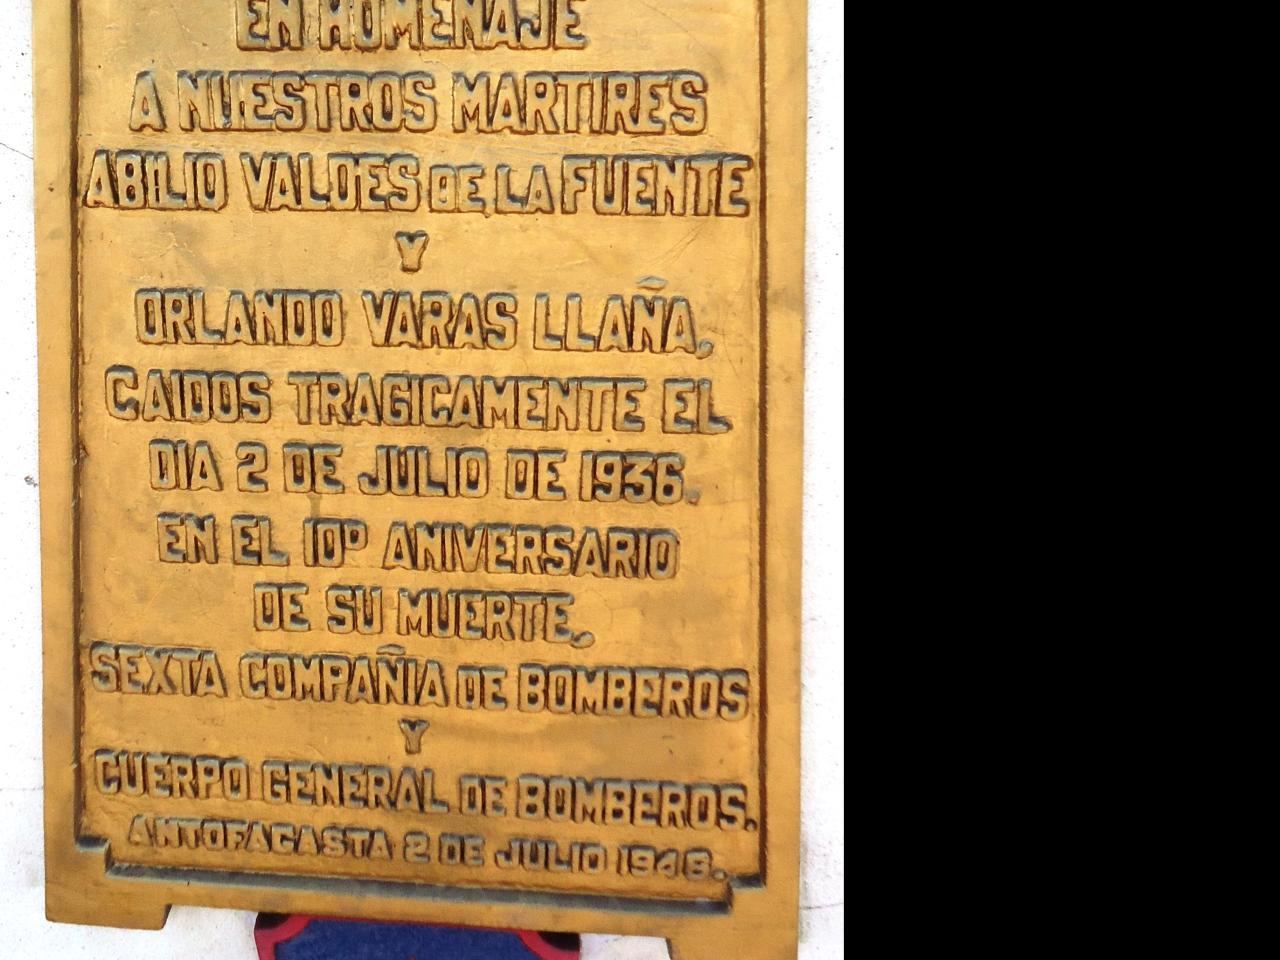 EN HOMENAJE
A NUESTROS MARTIRES
ABILIO VALDES DE LA FUENTE
Y
ORLANDO VARAS LLAÑA,
CAIDOS TRAGICAMENTE EL
DIA 2 DE JULIO DE 1936.
EN EL 10º ANIVERSARIO
DE SU MUERTE,
SEXTA COMPAÑIA DE BOMBEROS
Y
CUERPO GENERAL DE BOMBEROS.
ANTOFAGASTA 2 DE JULIO